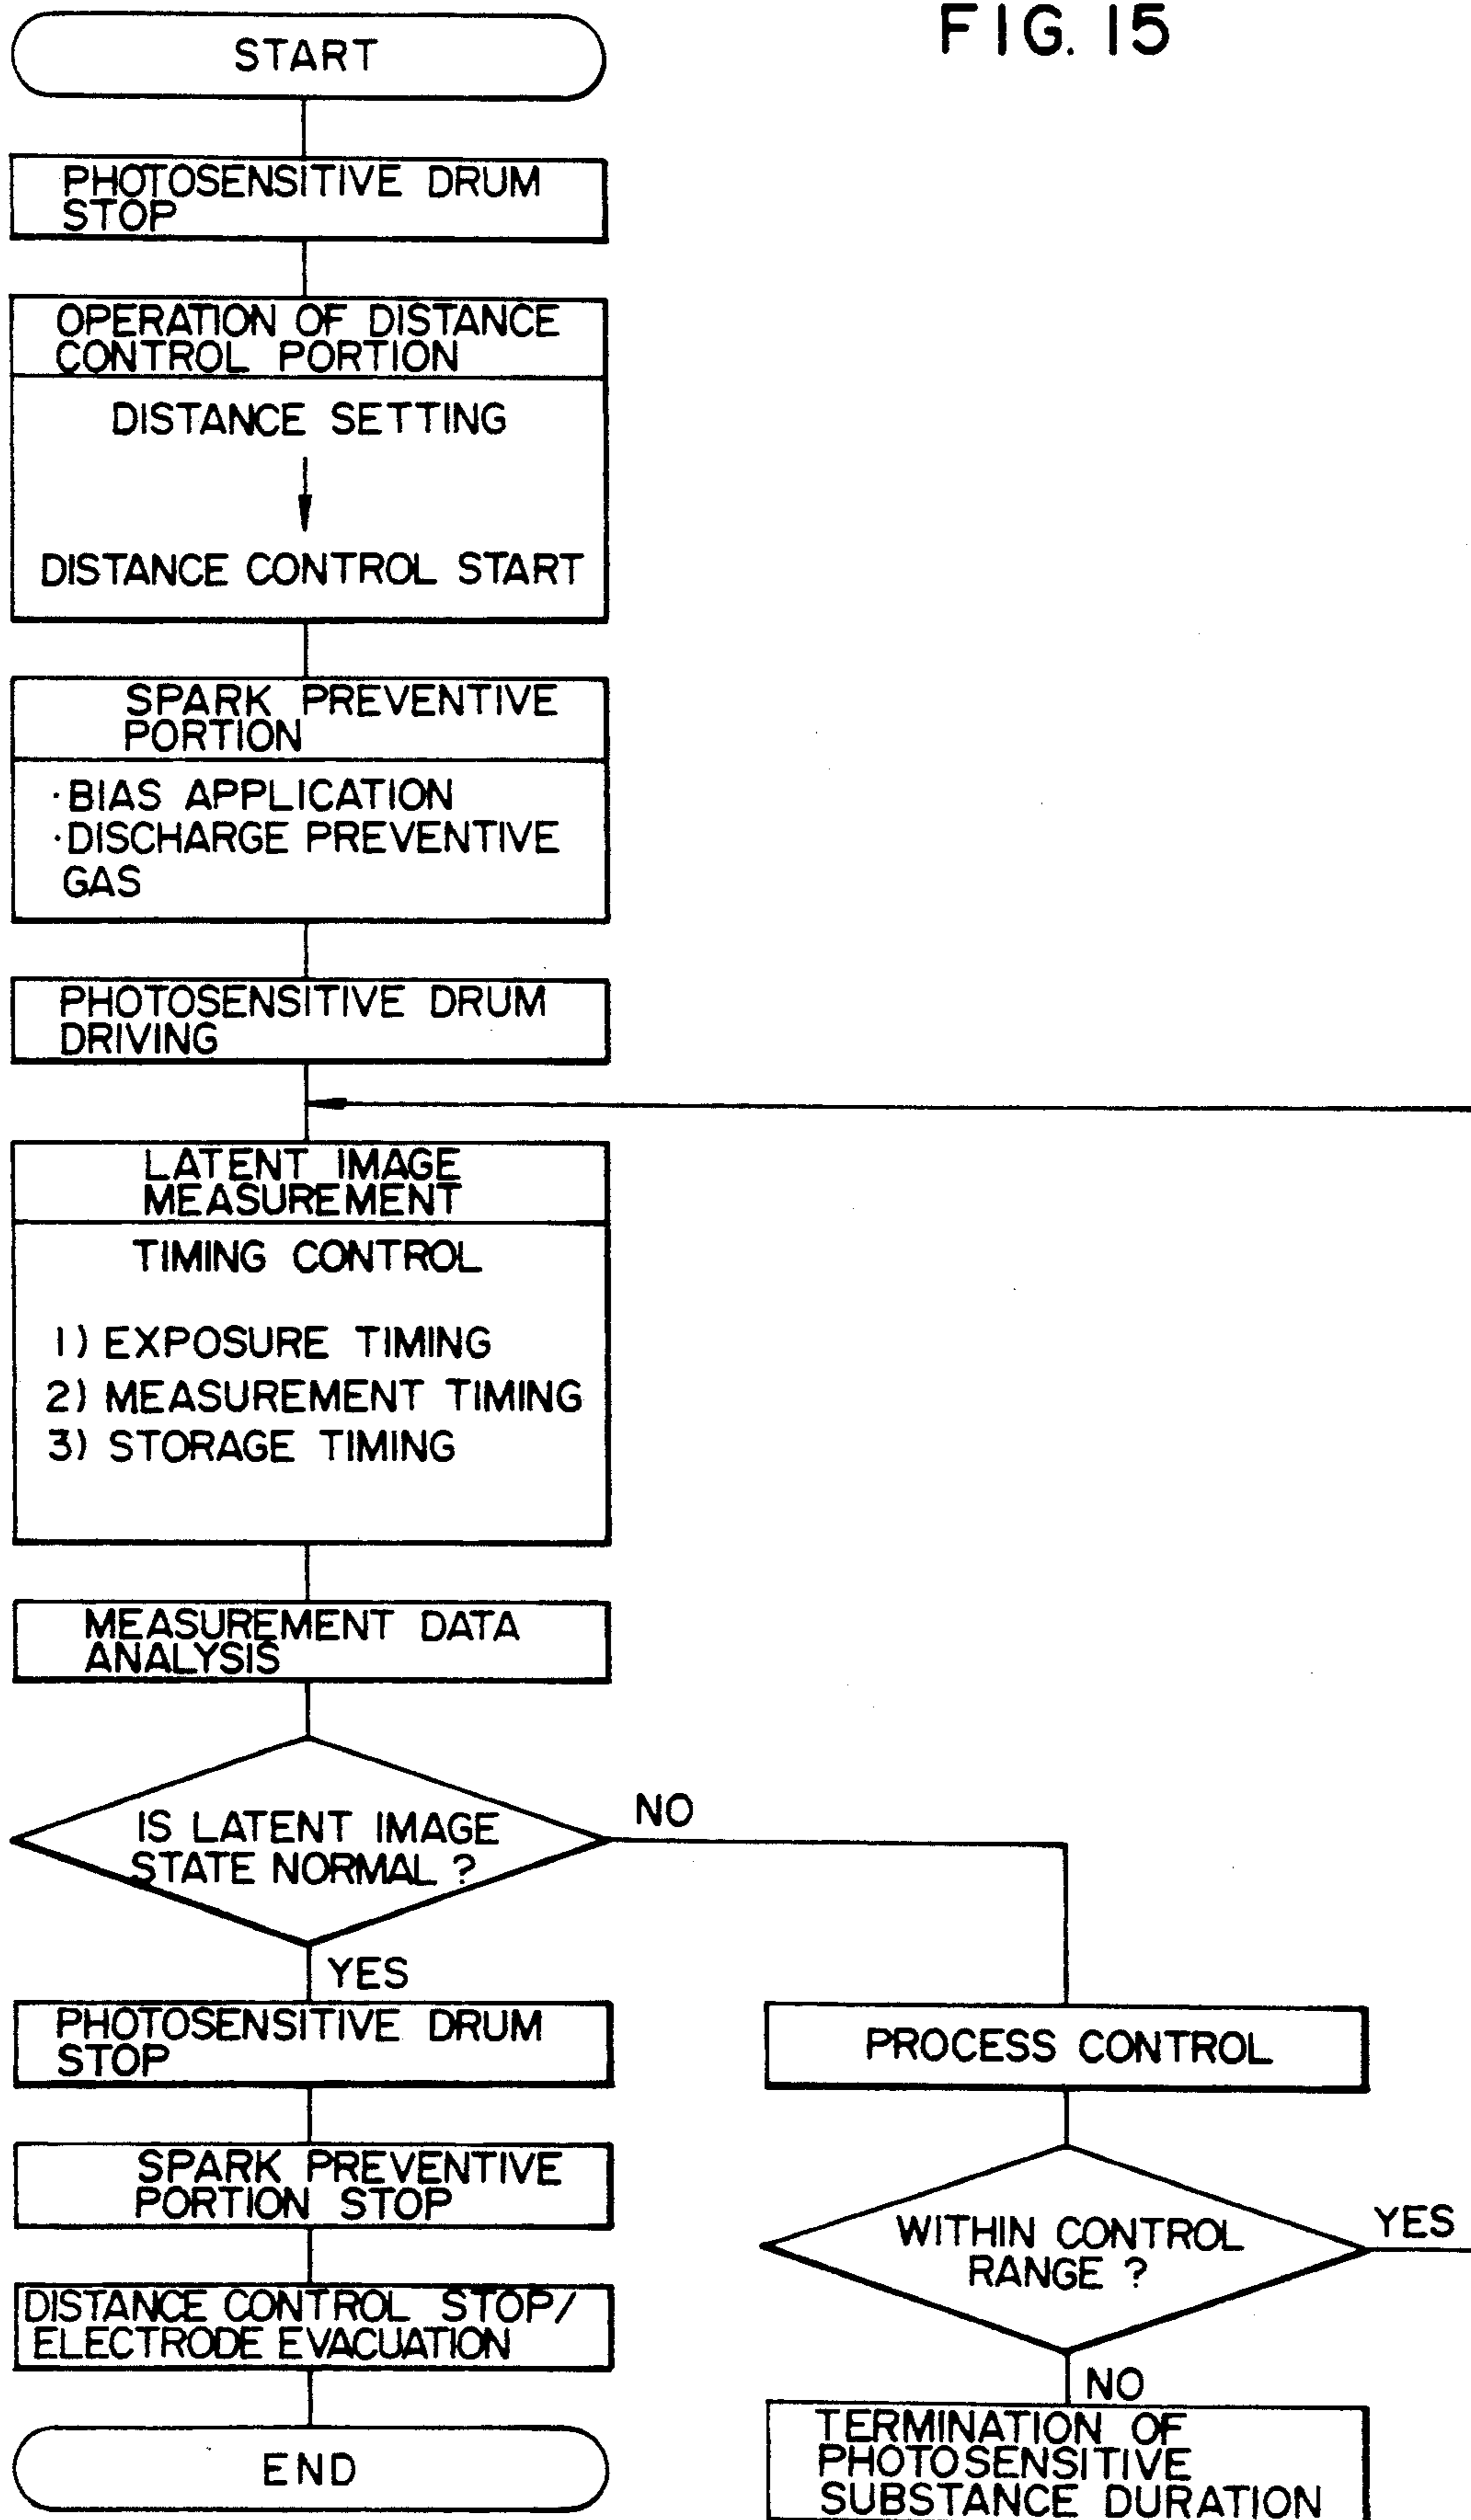 FIG. 15
START
PHOTOSENSITIVE DRUM
STOP
OPERATION OF DISTANCE
CONTROL PORTION
DISTANCE SETTING
DISTANCE CONTROL START
SPARK PREVENTIVE
PORTION
·BIAS APPLICATION
·DISCHARGE PREVENTIVE
GAS
PHOTOSENSITIVE DRUM
DRIVING
LATENT IMAGE
MEASUREMENT
TIMING CONTROL
1) EXPOSURE TIMING
2) MEASUREMENT TIMING
3) STORAGE TIMING
MEASUREMENT DATA
ANALYSIS
IS LATENT IMAGE
STATE NORMAL ?
NO
YES
PHOTOSENSITIVE DRUM
STOP
SPARK PREVENTIVE
PORTION STOP
DISTANCE CONTROL STOP/
ELECTRODE EVACUATION
END
PROCESS CONTROL
WITHIN CONTROL
RANGE ?
YES
NO
TERMINATION OF
PHOTOSENSITIVE
SUBSTANCE DURATION